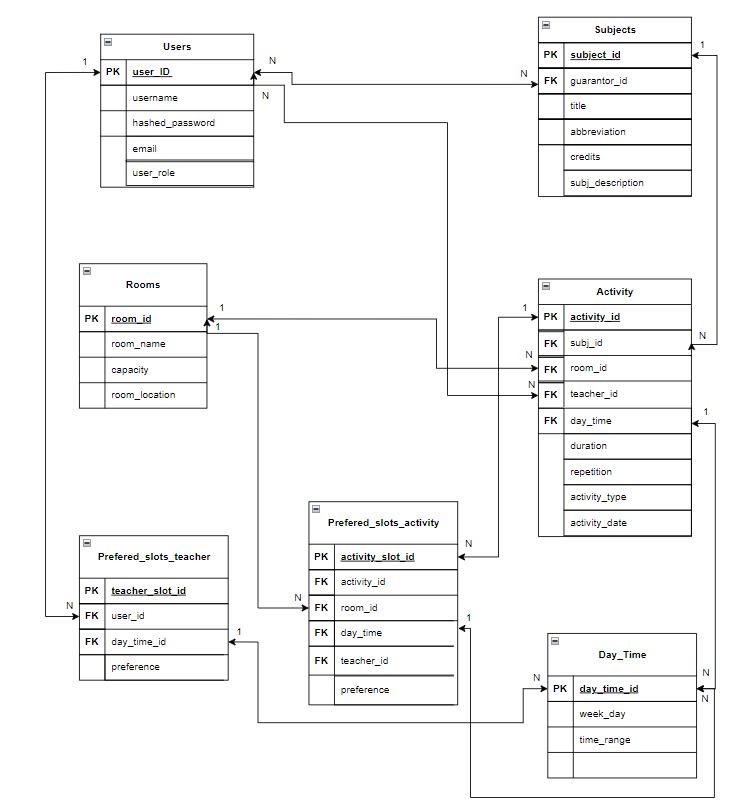 Users
PK user_ID
username
hashed_password
email
user_role
Subjects
PK subject_id
FK guarantor_id
title
abbreviation
credits
subj_description
1
N
N
N
1
Rooms
PK room_id
room_name
capacity
room_location
1
1
Activity
PK activity_id
FK subj_id
FK room_id
FK teacher_id
FK day_time
duration
repetition
activity_type
activity_date
1
N
N
N
1
Prefered_slots_teacher
PK teacher_slot_id
FK user_id
FK day_time_id
preference
N
1
Prefered_slots_activity
PK activity_slot_id
FK activity_id
FK room_id
FK day_time
FK teacher_id
preference
N
N
1
Day_Time
PK day_time_id
week_day
time_range
N
N
N